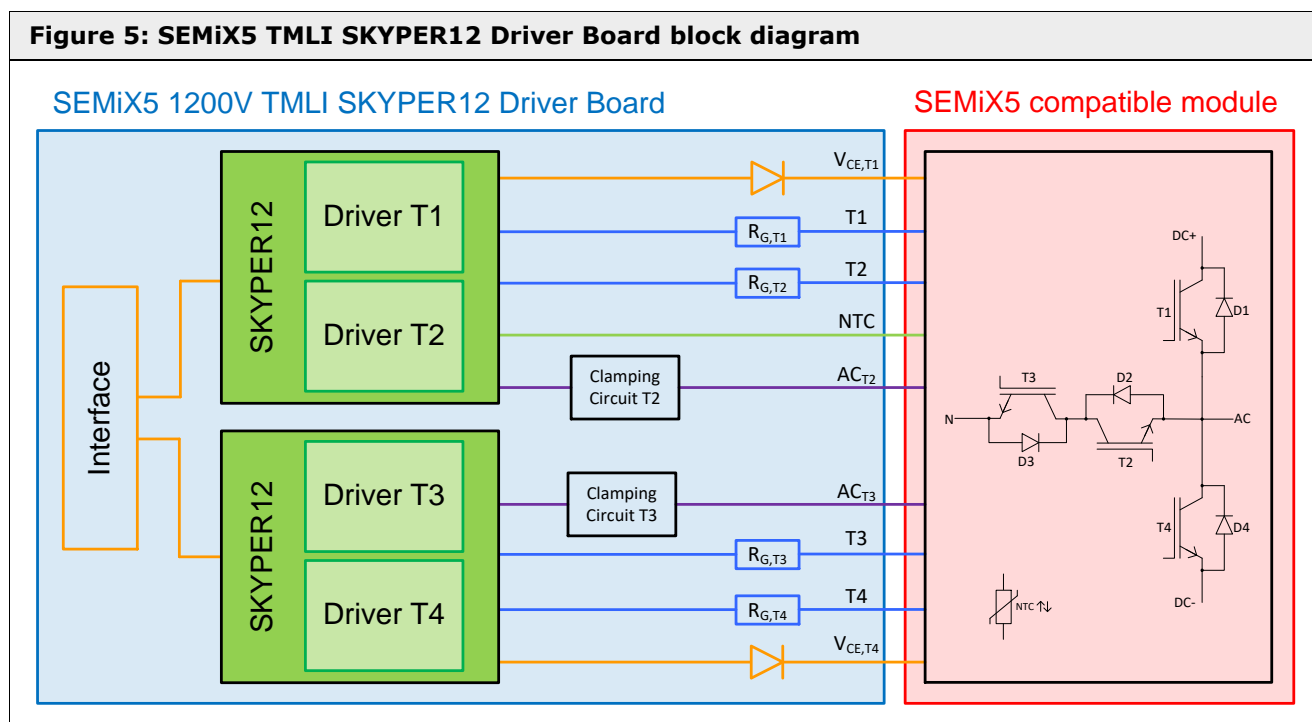 Figure 5: SEMiX5 TMLI SKYPER12 Driver Board block diagram
SEMiX5 1200V TMLI SKYPER12 Driver Board
SEMiX5 compatible module
Interface
SKYPER12
Driver T1
Driver T2
SKYPER12
Driver T3
Driver T4
V_CE,T1
T1
R_G,T1
T2
R_G,T2
NTC
AC_T2
Clamping
Circuit T2
AC_T3
Clamping
Circuit T3
T3
R_G,T3
T4
R_G,T4
V_CE,T4
DC+
T1
D1
T3
D2
N
AC
D3
T2
T4
D4
DC-
NTC ↑↓